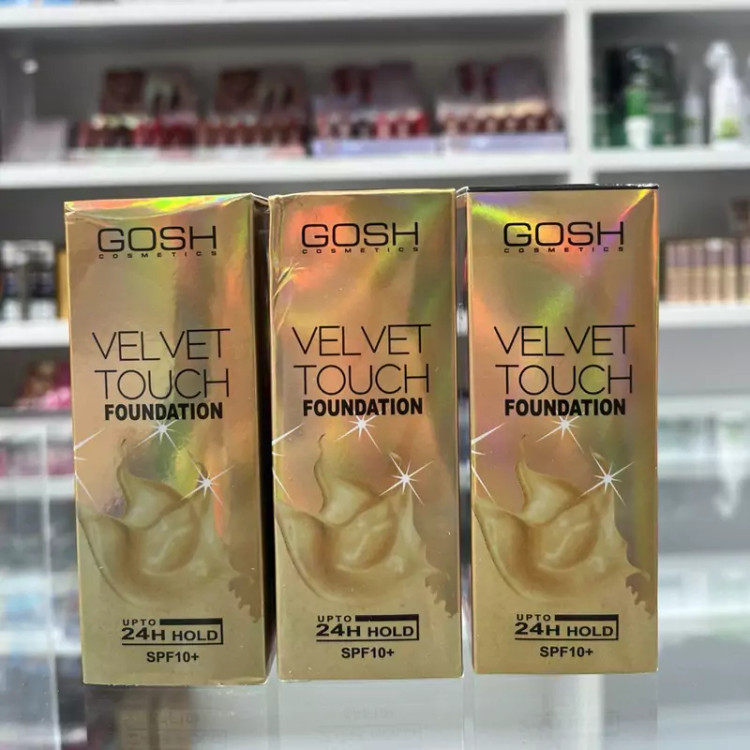 GOSH
COSMETICS
VELVET
TOUCH
FOUNDATION
UPTO
24H HOLD
SPF10+
GOSH
COSMETICS
VELVET
TOUCH
FOUNDATION
UPTO
24H HOLD
SPF10+
GOSH
COSMETICS
VELVET
TOUCH
FOUNDATION
UPTO
24H HOLD
SPF10+